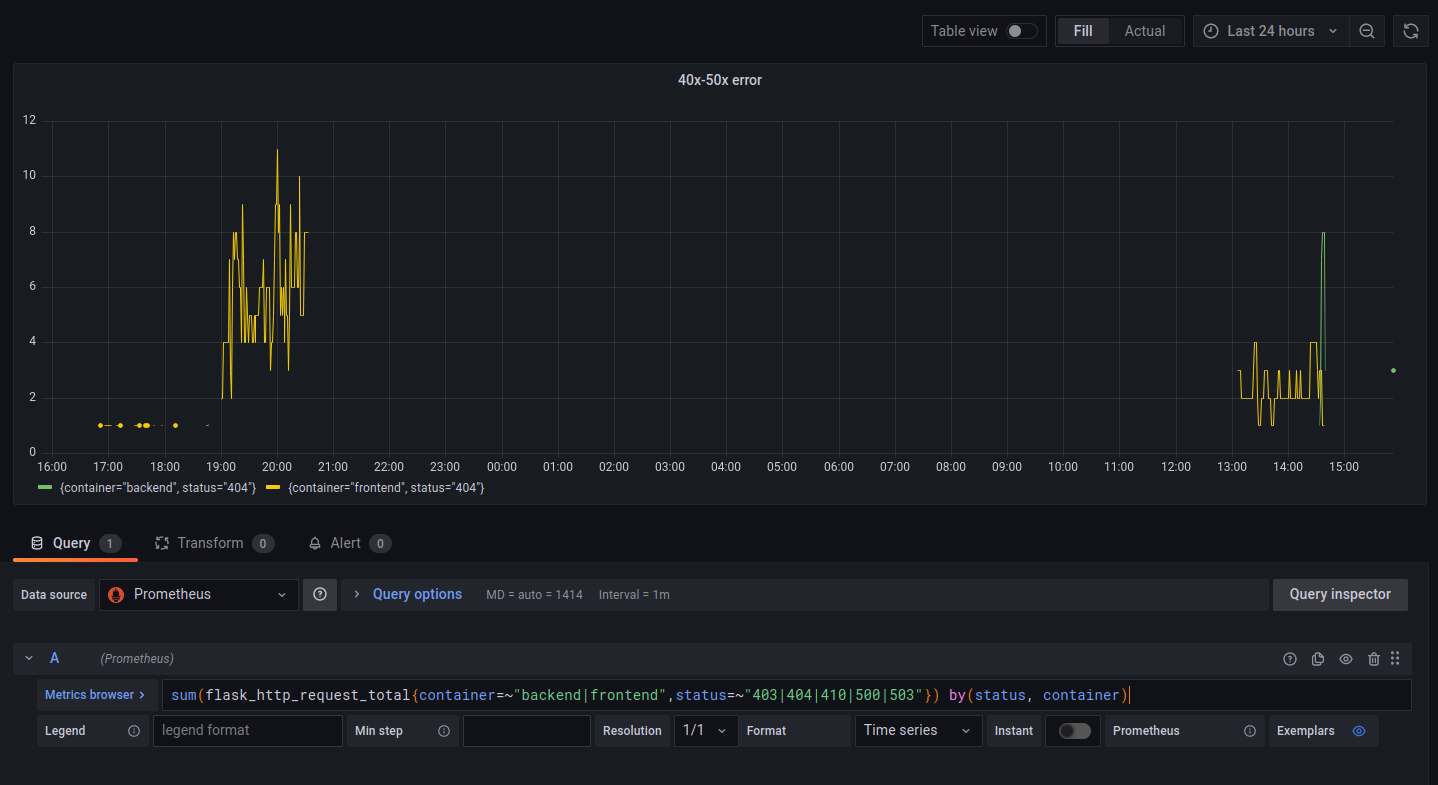 Table view Fill Actual Last 24 hours
40x-50x error
12
10
8
6
4
2
0
16:00 17:00 18:00 19:00 20:00 21:00 22:00 23:00 00:00 01:00 02:00 03:00 04:00 05:00 06:00 07:00 08:00 09:00 10:00 11:00 12:00 13:00 14:00 15:00
{container="backend", status="404"} {container="frontend", status="404"}
Query 1 Transform 0 Alert 0
Data source Prometheus Query options MD = auto = 1414 Interval = 1m Query inspector
A (Prometheus)
Metrics browser sum(flask_http_request_total{container=~"backend|frontend",status=~"403|404|410|500|503"}) by(status, container)
Legend legend format Min step Resolution 1/1 Format Time series Instant Prometheus Exemplars